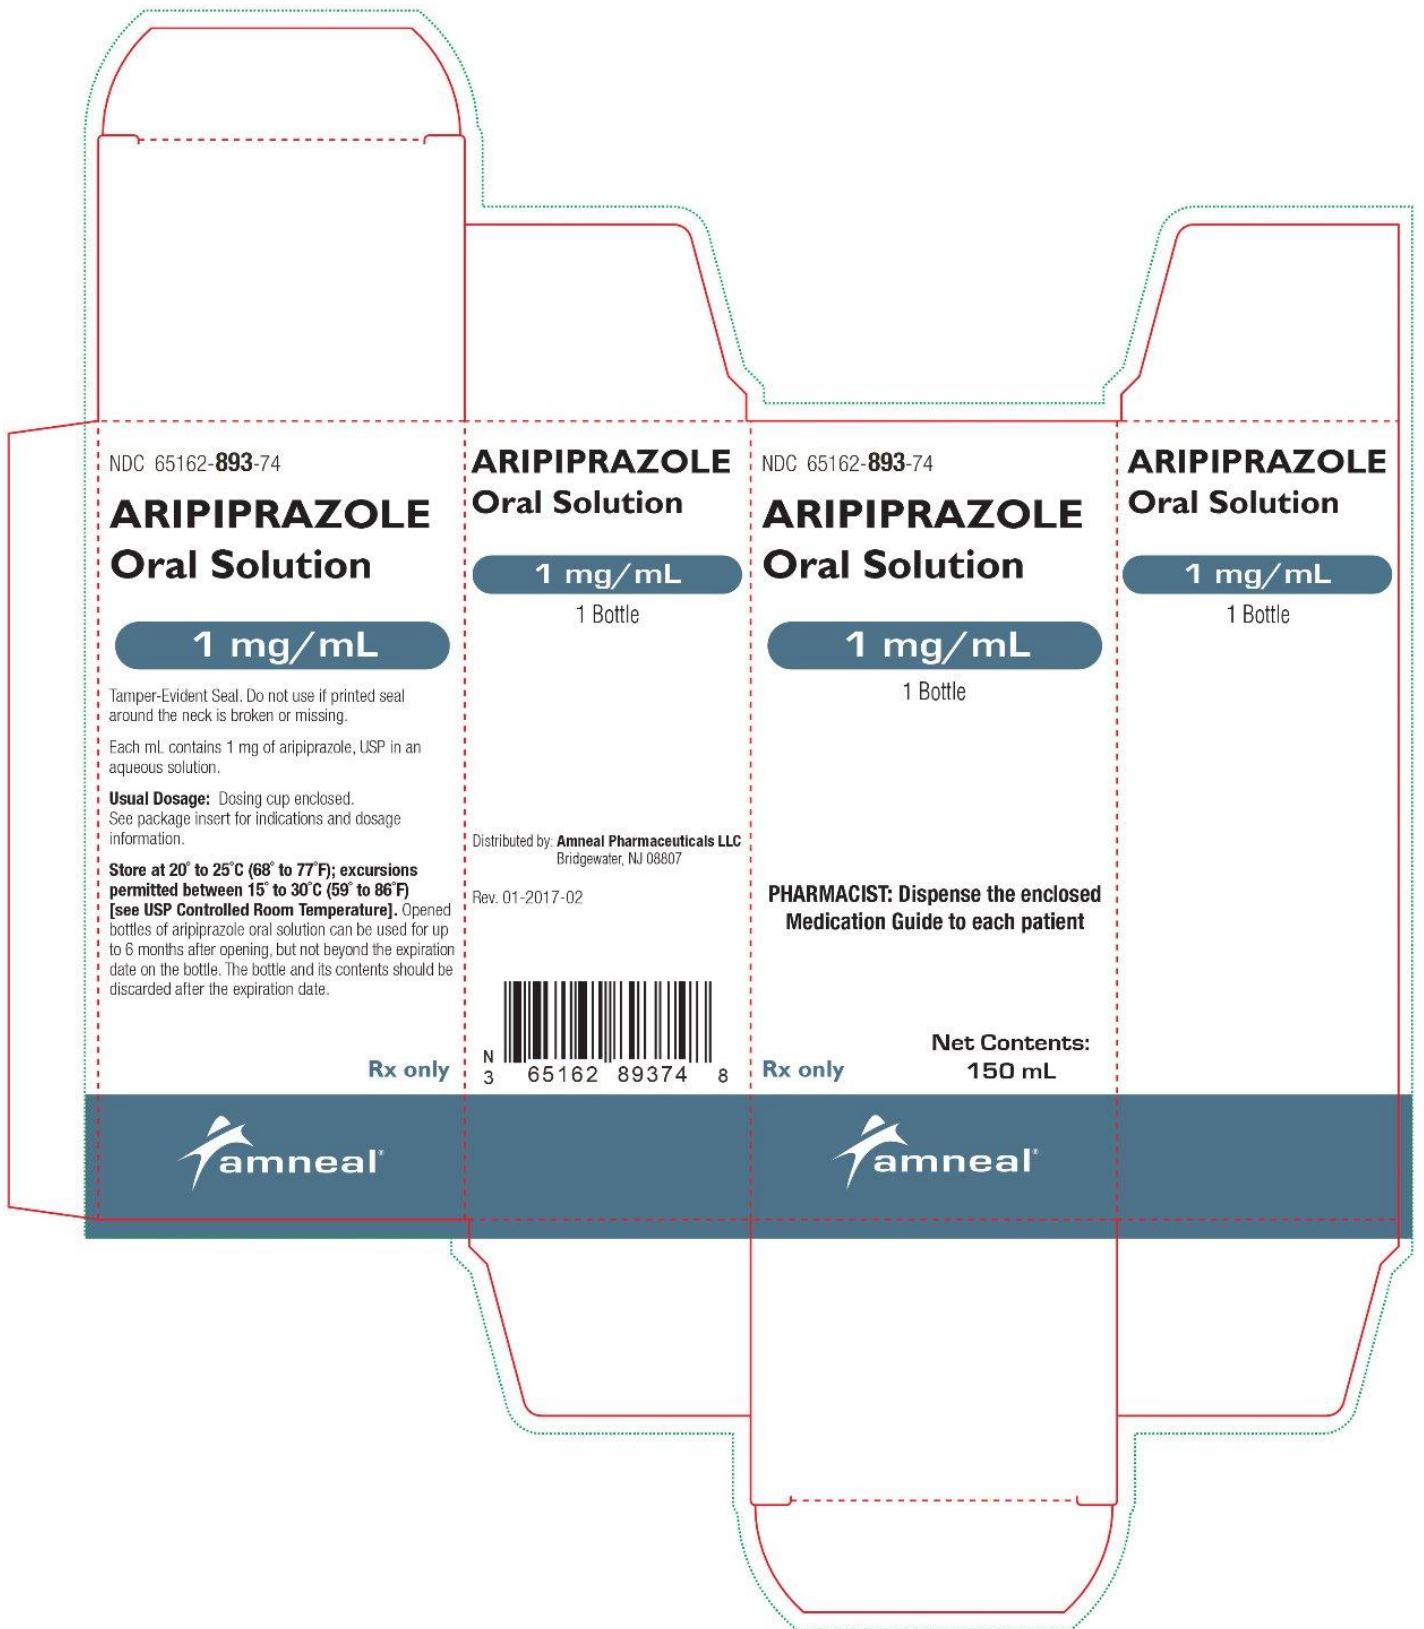 NDC 65162-893-74
ARIPIPRAZOLE
Oral Solution
1 mg/mL
Tamper-Evident Seal. Do not use if printed seal
around the neck is broken or missing.
Each mL contains 1 mg of aripiprazole, USP in an
aqueous solution.
Usual Dosage: Dosing cup enclosed.
See package insert for indications and dosage
information.
Store at 20° to 25°C (68° to 77°F); excursions
permitted between 15° to 30°C (59° to 86°F)
[see USP Controlled Room Temperature]. Opened
bottles of aripiprazole oral solution can be used for up
to 6 months after opening, but not beyond the expiration
date on the bottle. The bottle and its contents should be
discarded after the expiration date.
Rx only
amneal®
ARIPIPRAZOLE
Oral Solution
1 mg/mL
1 Bottle
Distributed by: Amneal Pharmaceuticals LLC
Bridgewater, NJ 08807
Rev. 01-2017-02
N
3 65162 89374 8
NDC 65162-893-74
ARIPIPRAZOLE
Oral Solution
1 mg/mL
1 Bottle
PHARMACIST: Dispense the enclosed
Medication Guide to each patient
Net Contents:
150 mL
Rx only
amneal®
ARIPIPRAZOLE
Oral Solution
1 mg/mL
1 Bottle